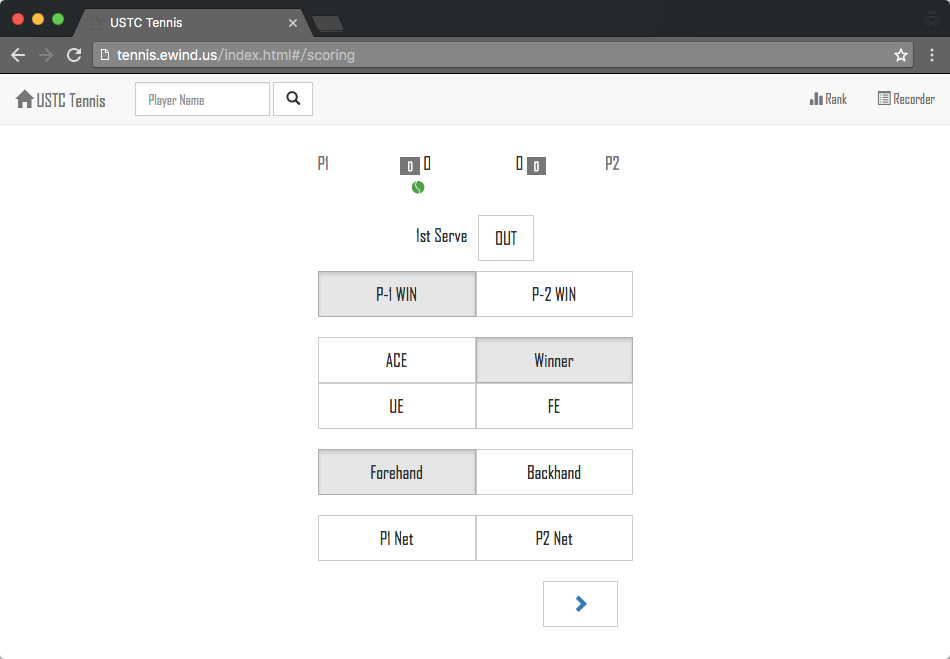 USTC Tennis
tennis.ewind.us/index.html#/scoring
USTC Tennis Player Name Rank Recorder
P1 0 0 0 0 P2
1st Serve OUT
P-1 WIN P-2 WIN
ACE Winner
UE FE
Forehand Backhand
P1 Net P2 Net